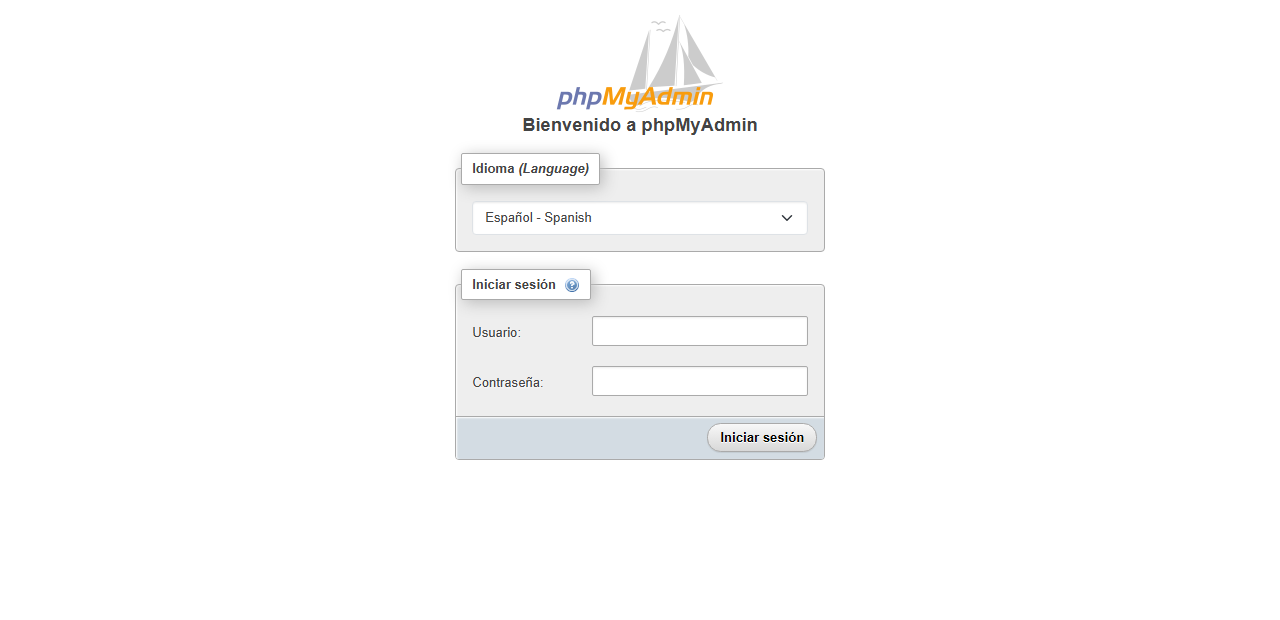 phpMyAdmin
Bienvenido a phpMyAdmin
Idioma (Language)
Español - Spanish
Iniciar sesión
Usuario:
Contraseña:
Iniciar sesión